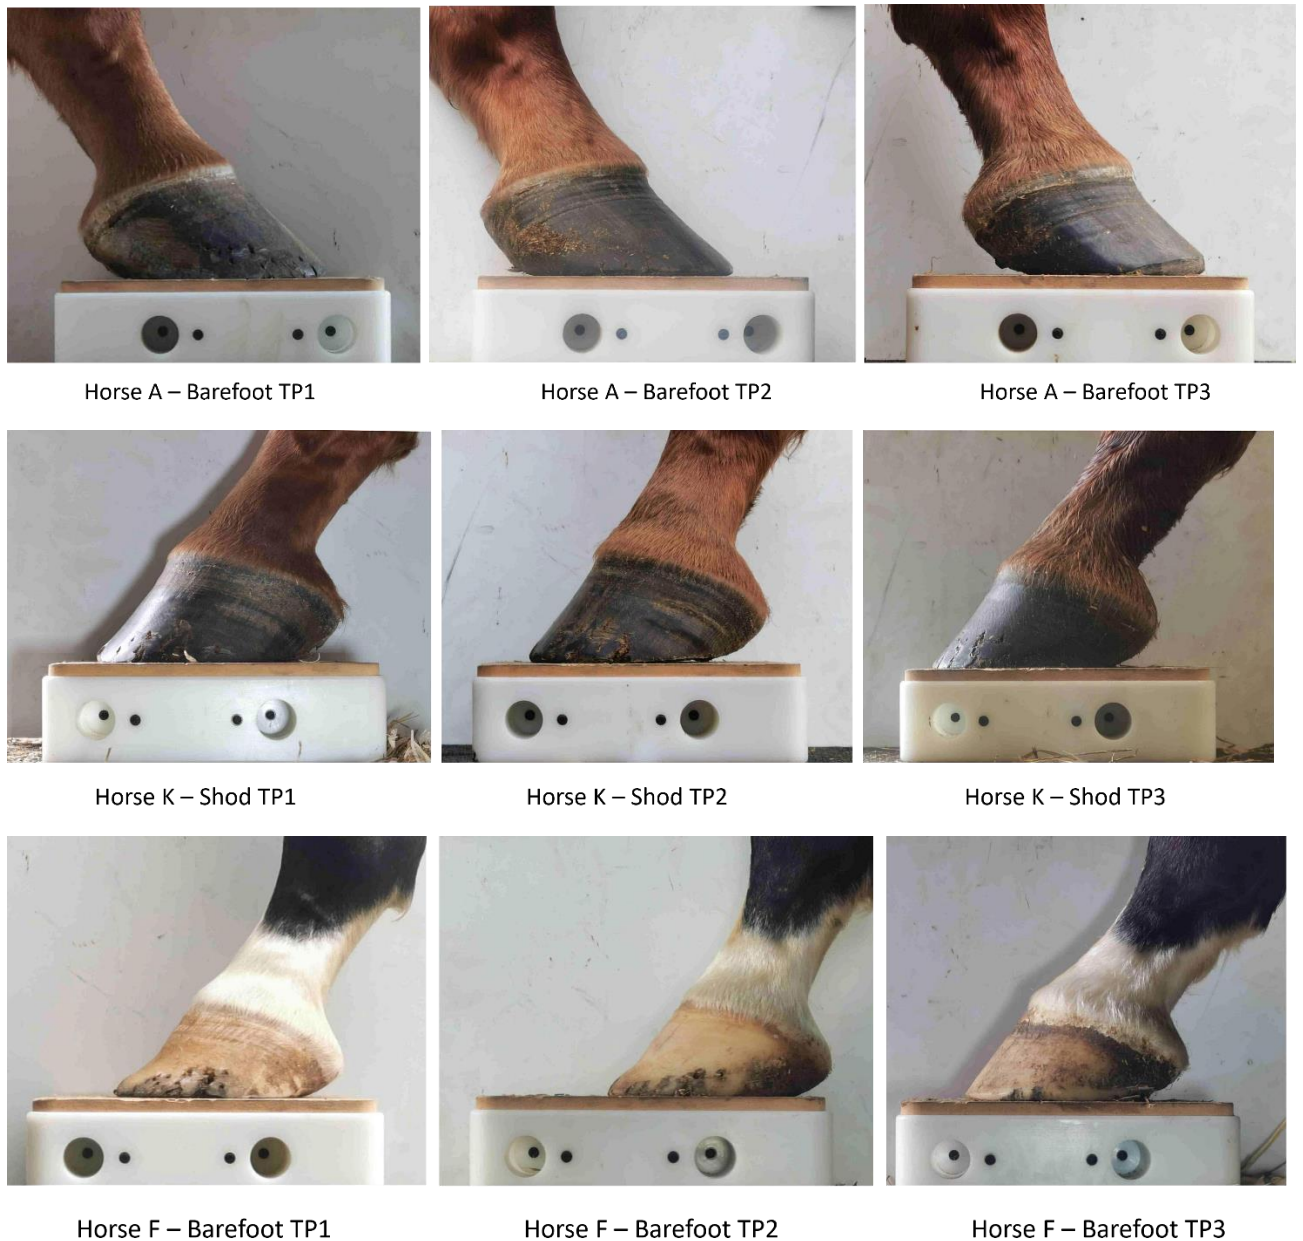 Horse A – Barefoot TP1
Horse A – Barefoot TP2
Horse A – Barefoot TP3
Horse K – Shod TP1
Horse K – Shod TP2
Horse K – Shod TP3
Horse F – Barefoot TP1
Horse F – Barefoot TP2
Horse F – Barefoot TP3